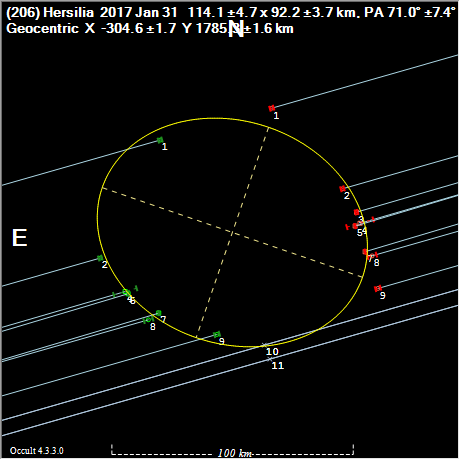 (206) Hersilia 2017 Jan 31 114.1 ±4.7 x 92.2 ±3.7 km, PA 71.0° ±7.4°
Geocentric X -304.6 ±1.7 Y 1785.3 ±1.6 km
N
1
1
2
3
4
5
E
7
8
2
9
4
6
7
8
9
10
11
Occult 4.3.3.0
100 km